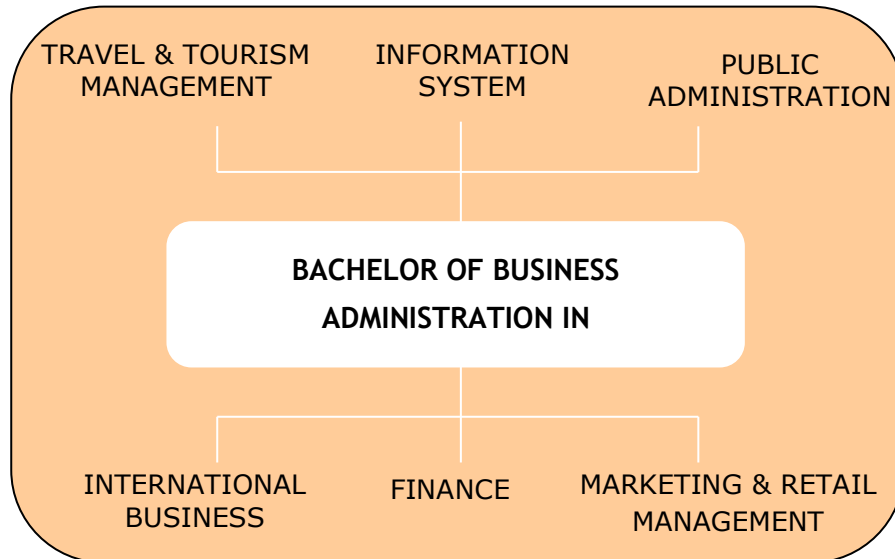 TRAVEL & TOURISM
MANAGEMENT
INFORMATION
SYSTEM
PUBLIC
ADMINISTRATION
BACHELOR OF BUSINESS
ADMINISTRATION IN
INTERNATIONAL
BUSINESS
FINANCE
MARKETING & RETAIL
MANAGEMENT